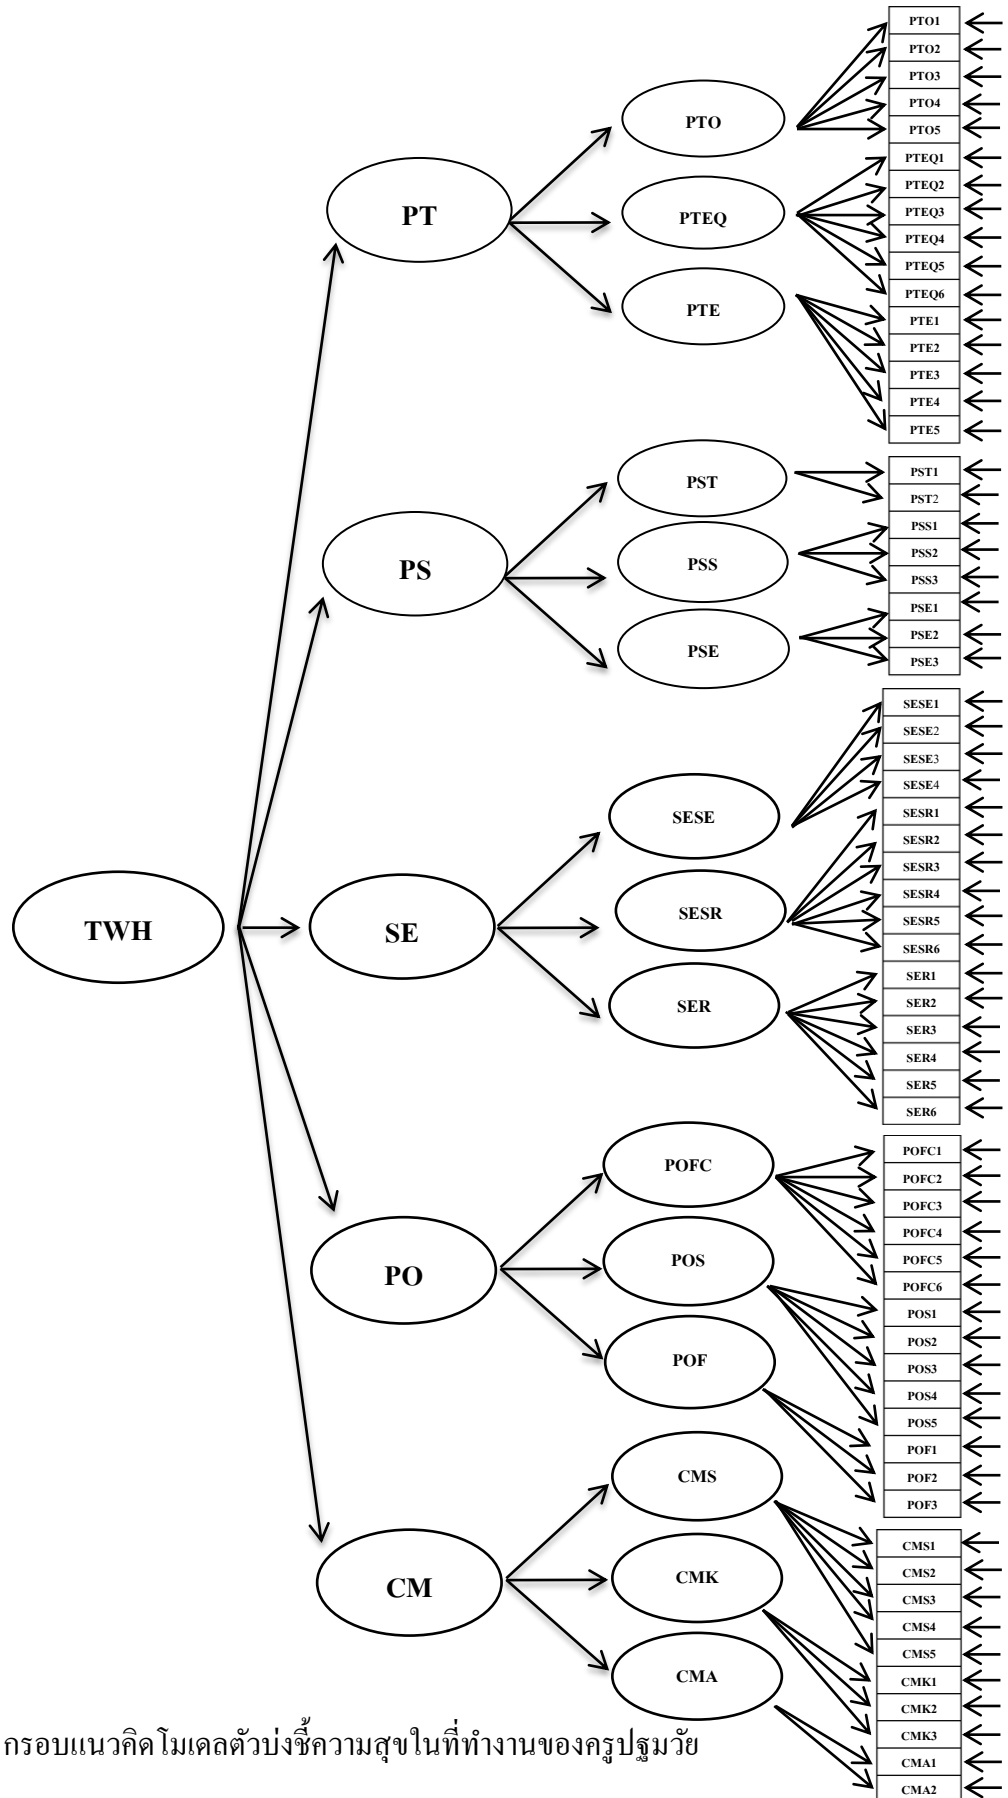 TWH
PT
PS
SE
PO
CM
PTO
PTEQ
PTE
PST
PSS
PSE
SESE
SESR
SER
POFC
POS
POF
CMS
CMK
CMA
PTO1
PTO2
PTO3
PTO4
PTO5
PTEQ1
PTEQ2
PTEQ3
PTEQ4
PTEQ5
PTEQ6
PTE1
PTE2
PTE3
PTE4
PTE5
PST1
PST2
PSS1
PSS2
PSS3
PSE1
PSE2
PSE3
SESE1
SESE2
SESE3
SESE4
SESR1
SESR2
SESR3
SESR4
SESR5
SESR6
SER1
SER2
SER3
SER4
SER5
SER6
POFC1
POFC2
POFC3
POFC4
POFC5
POFC6
POS1
POS2
POS3
POS4
POS5
POF1
POF2
POF3
CMS1
CMS2
CMS3
CMS4
CMS5
CMK1
CMK2
CMK3
CMA1
CMA2
กรอบแนวคิดโมเดลตัวบ่งชี้ความสุขในที่ทำงานของครูปฐมวัย